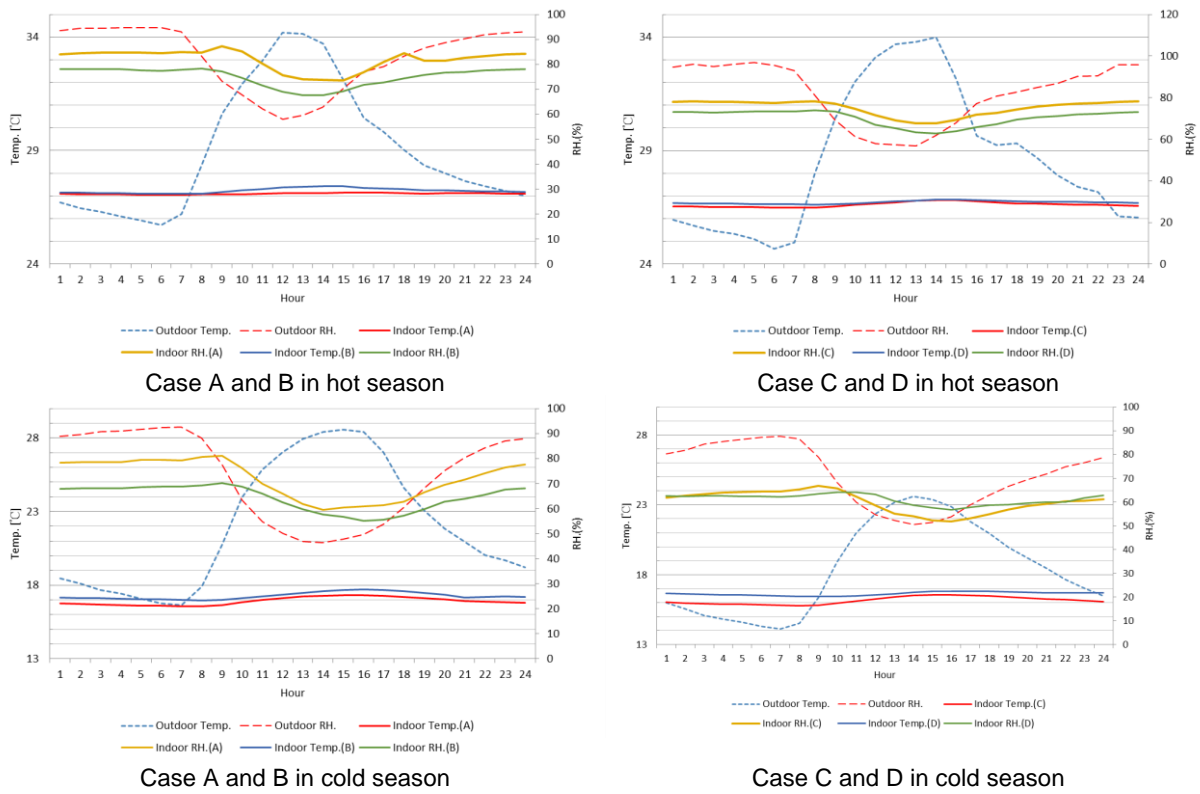 34
29
24
Temp. [℃]
100
90
80
70
60
50
40
30
20
10
0
RH.(%)
1 2 3 4 5 6 7 8 9 10 11 12 13 14 15 16 17 18 19 20 21 22 23 24
Hour
Outdoor Temp. Outdoor RH. Indoor Temp.(A)
Indoor RH.(A) Indoor Temp.(B) Indoor RH.(B)
Case A and B in hot season
34
29
24
Temp. [℃]
120
100
80
60
40
20
0
RH.(%)
1 2 3 4 5 6 7 8 9 10 11 12 13 14 15 16 17 18 19 20 21 22 23 24
Hour
Outdoor Temp. Outdoor RH. Indoor Temp.(C)
Indoor RH.(C) Indoor Temp.(D) Indoor RH.(D)
Case C and D in hot season
28
23
18
13
Temp. [℃]
100
90
80
70
60
50
40
30
20
10
0
RH.(%)
1 2 3 4 5 6 7 8 9 10 11 12 13 14 15 16 17 18 19 20 21 22 23 24
Hour
Outdoor Temp. Outdoor RH. Indoor Temp.(A)
Indoor RH.(A) Indoor Temp.(B) Indoor RH.(B)
Case A and B in cold season
28
23
18
13
Temp. [℃]
100
90
80
70
60
50
40
30
20
10
0
RH.(%)
1 2 3 4 5 6 7 8 9 10 11 12 13 14 15 16 17 18 19 20 21 22 23 24
Hour
Outdoor Temp. Outdoor RH. Indoor Temp.(C)
Indoor RH.(C) Indoor Temp.(D) Indoor RH.(D)
Case C and D in cold season